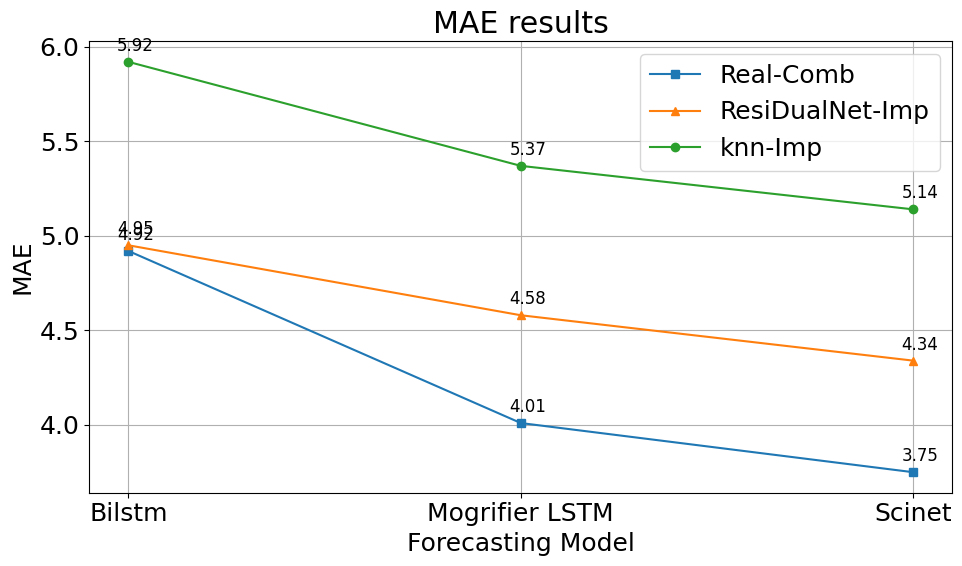 MAE results
MAE
6.0
5.5
5.0
4.5
4.0
5.92
5.37
5.14
4.95
4.92
4.58
4.34
4.01
3.75
Real-Comb
ResiDualNet-Imp
knn-Imp
Bilstm
Mogrifier LSTM
Scinet
Forecasting Model